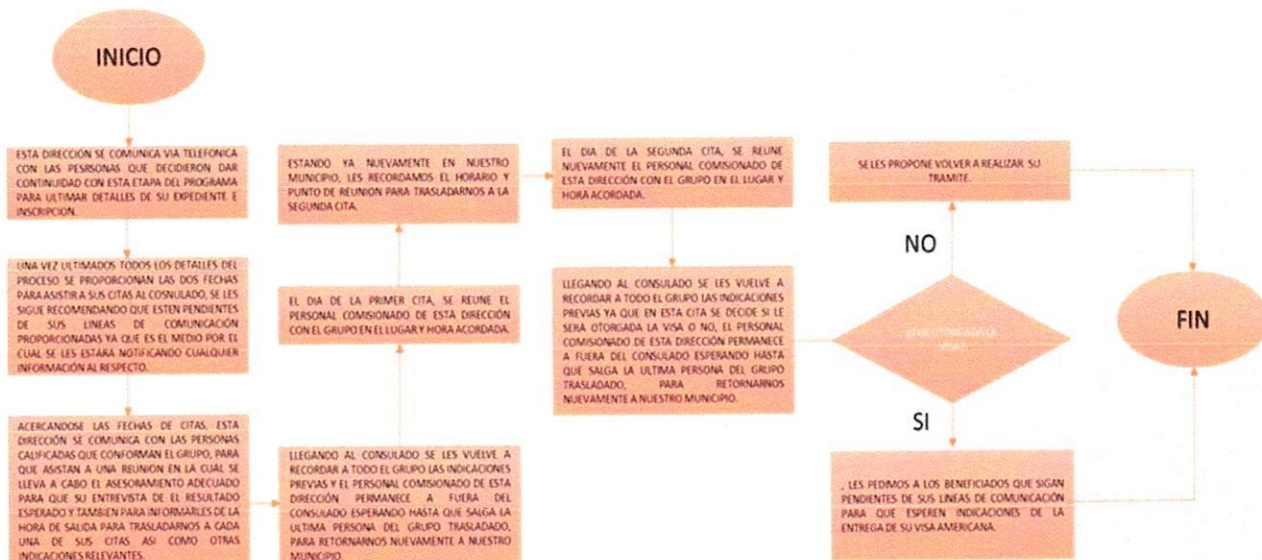 INICIO
ESTA DIRECCIÓN SE COMUNICA VIA TELEFONICA
CON LAS PESRSONAS QUE DECIDIERON DAR
CONTINUIDAD CON ESTA ETAPA DEL PROGRAMA
PARA ULTIMAR DETALLES DE SU EXPEDIENTE E
INSCRIPCION.
UNA VEZ ULTIMADOS TODOS LOS DETALLES DEL
PROCESO SE PROPORCIONAN LAS DOS FECHAS
PARA ASISTIR A SUS CITAS AL COSNULADO, SE LES
SIGUE RECOMENDANDO QUE ESTEN PENDIENTES
DE SUS LINEAS DE COMUNICACIÓN
PROPORCIONADAS YA QUE ES EL MEDIO POR EL
CUAL SE LES ESTARA NOTIFICANDO CUALQUIER
INFORMACIÓN AL RESPECTO.
ACERCANDOSE LAS FECHAS DE CITAS, ESTA
DIRECCIÓN SE COMUNICA CON LAS PERSONAS
CALIFICADAS QUE CONFORMAN EL GRUPO, PARA
QUE ASISTAN A UNA REUNION EN LA CUAL SE
LLEVA A CABO EL ASESORAMIENTO ADECUADO
PARA QUE SU ENTREVISTA DE EL RESULTADO
ESPERADO Y TAMBIEN PARA INFORMARLES DE LA
HORA DE SALIDA PARA TRASLADARNOS A CADA
UNA DE SUS CITAS ASI COMO OTRAS
INDICACIONES RELEVANTES.
LLEGANDO AL CONSULADO SE LES VUELVE A
RECORDAR A TODO EL GRUPO LAS INDICACIONES
PREVIAS Y EL PERSONAL COMISIONADO DE ESTA
DIRECCIÓN PERMANECE A FUERA DEL
CONSULADO ESPERANDO HASTA QUE SALGA LA
ULTIMA PERSONA DEL GRUPO TRASLADADO,
PARA RETORNARNOS NUEVAMENTE A NUESTRO
MUNICIPIO.
EL DIA DE LA PRIMER CITA, SE REUNE EL
PERSONAL COMISIONADO DE ESTA DIRECCIÓN
CON EL GRUPO EN EL LUGAR Y HORA ACORDADA.
ESTANDO YA NUEVAMENTE EN NUESTRO
MUNICIPIO, LES RECORDAMOS EL HORARIO Y
PUNTO DE REUNION PARA TRASLADARNOS A LA
SEGUNDA CITA.
EL DIA DE LA SEGUNDA CITA, SE REUNE
NUEVAMENTE EL PERSONAL COMISIONADO DE
ESTA DIRECCIÓN CON EL GRUPO EN EL LUGAR Y
HORA ACORDADA.
LLEGANDO AL CONSULADO SE LES VUELVE A
RECORDAR A TODO EL GRUPO LAS INDICACIONES
PREVIAS YA QUE EN ESTA CITA SE DECIDE SI LE
SERA OTORGADA LA VISA O NO, EL PERSONAL
COMISIONADO DE ESTA DIRECCIÓN PERMANECE
A FUERA DEL CONSULADO ESPERANDO HASTA
QUE SALGA LA ULTIMA PERSONA DEL GRUPO
TRASLADADO, PARA RETORNARNOS
NUEVAMENTE A NUESTRO MUNICIPIO.
OTORGADA LA
VISA
NO
SE LES PROPONE VOLVER A REALIZAR SU
TRAMITE.
SI
. LES PEDIMOS A LOS BENEFICIADOS QUE SIGAN
PENDIENTES DE SUS LINEAS DE COMUNICACIÓN
PARA QUE ESPEREN INDICACIONES DE LA
ENTREGA DE SU VISA AMERICANA.
FIN